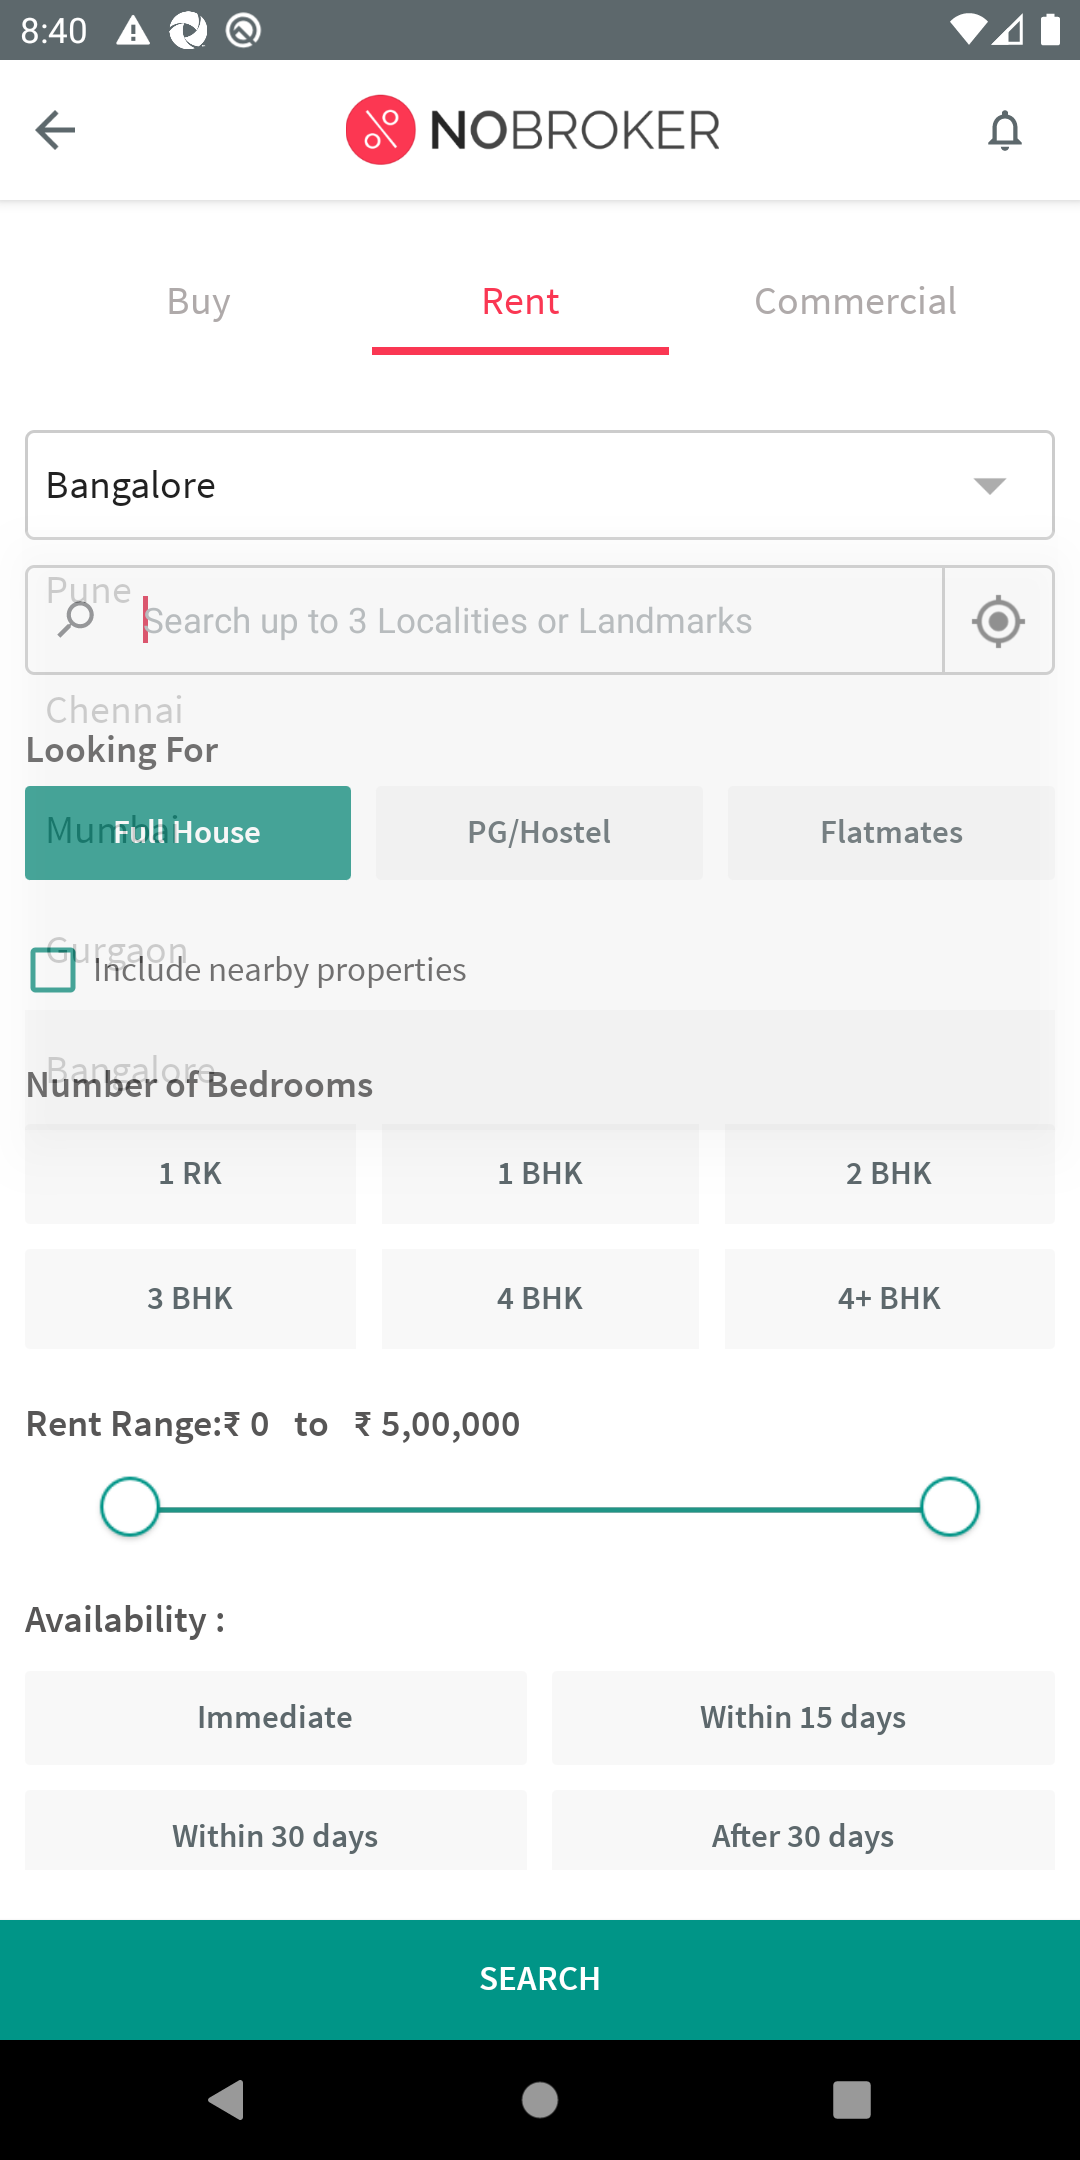 8:40
NOBROKER
Buy Rent Commercial
Bangalore
Pune
Search up to 3 Localities or Landmarks
Chennai
Looking For
Mumbai
Full House PG/Hostel Flatmates
Gurgaon
Include nearby properties
Bangalore
Number of Bedrooms
1 RK 1 BHK 2 BHK
3 BHK 4 BHK 4+ BHK
Rent Range:₹ 0 to ₹ 5,00,000
Availability :
Immediate Within 15 days
Within 30 days After 30 days
SEARCH